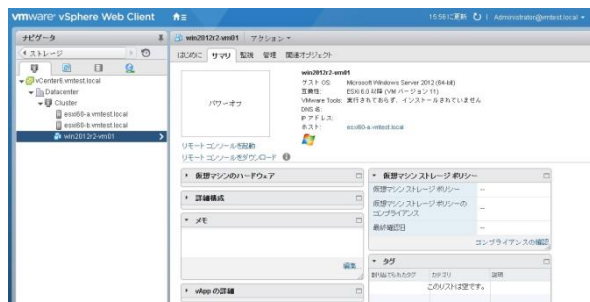 vmware® vSphere Web Client
15:56に更新
Administrator@vmtest.local
ナビゲータ
ストレージ
vCenter6.vmtest.local
Datacenter
Cluster
esxi60-a.vmtest.local
esxi60-b.vmtest.local
win2012r2-vm01
win2012r2-vm01 アクション
はじめに サマリ 監視 管理 関連オブジェクト
パワーオフ
win2012r2-vm01
ゲスト OS: Microsoft Windows Server 2012 (64-bit)
互換性: ESXi 6.0 以降 (VM バージョン 11)
VMware Tools: 実行されておらず、インストールされていません
DNS 名:
IP アドレス:
ホスト: esxi60-a.vmtest.local
リモート コンソールを起動
リモート コンソールをダウンロード
仮想マシンのハードウェア
詳細構成
メモ
編集...
vApp の詳細
仮想マシン ストレージ ポリシー
仮想マシン ストレージ ポリシー --
仮想マシン ストレージ ポリシーの
コンプライアンス --
最終確認日 --
コンプライアンスの確認
タグ
割り当てられたタグ カテゴリ 説明
このリストは空です。